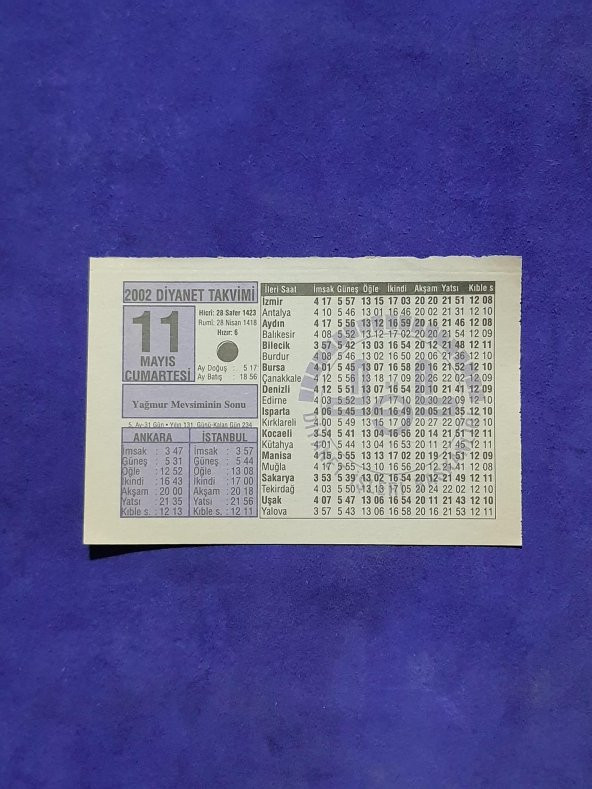 2002 DİYANET TAKVİMİ
11
MAYIS
CUMARTESİ
Hicri: 28 Safer 1423
Rumi: 28 Nisan 1418
Hızır: 6
Ay Doğuş : 5 17
Ay Batış : 18 56
Yağmur Mevsiminin Sonu
5. Ay-31 Gün • Yılın 131. Günü-Kalan Gün 234
ANKARA
İmsak : 3 47
Güneş : 5 31
Öğle : 12 52
İkindi : 16 43
Akşam : 20 00
Yatsı : 21 35
Kıble s. : 12 13
İSTANBUL
İmsak : 3 57
Güneş : 5 44
Öğle : 13 08
İkindi : 17 00
Akşam : 20 18
Yatsı : 21 56
Kıble s. : 12 11
İleri Saat İmsak Güneş Öğle İkindi Akşam Yatsı Kıble s
İzmir 4 17 5 57 13 15 17 03 20 20 21 51 12 08
Antalya 4 10 5 46 13 01 16 46 20 02 21 31 12 10
Aydın 4 17 5 56 13 12 16 59 20 16 21 46 12 08
Balıkesir 4 08 5 52 13 12 17 02 20 20 21 54 12 09
Bilecik 3 57 5 42 13 03 16 54 20 12 21 48 12 11
Burdur 4 08 5 46 13 02 16 48 20 06 21 36 12 10
Bursa 4 01 5 45 13 07 16 58 20 16 21 52 12 10
Çanakkale 4 12 5 56 13 18 17 09 20 26 22 02 12 09
Denizli 4 12 5 51 13 07 16 54 20 10 21 41 12 09
Edirne 4 03 5 52 13 17 17 10 20 30 22 08 12 10
Isparta 4 06 5 45 13 01 16 49 20 05 21 35 12 10
Kırklareli 4 00 5 49 13 15 17 08 20 27 22 07 12 10
Kocaeli 3 54 5 40 13 03 16 56 20 14 21 51 12 11
Kütahya 4 01 5 44 13 03 16 53 20 10 21 44 12 10
Manisa 4 15 5 55 13 13 17 02 20 19 21 51 12 09
Muğla 4 17 5 55 13 10 16 55 20 12 21 41 12 09
Sakarya 3 53 5 39 13 02 16 54 20 12 21 49 12 11
Tekirdağ 4 03 5 50 13 13 17 05 20 24 22 02 12 10
Uşak 4 07 5 47 13 06 16 54 20 11 21 43 12 10
Yalova 3 57 5 43 13 06 16 58 20 16 21 53 12 11